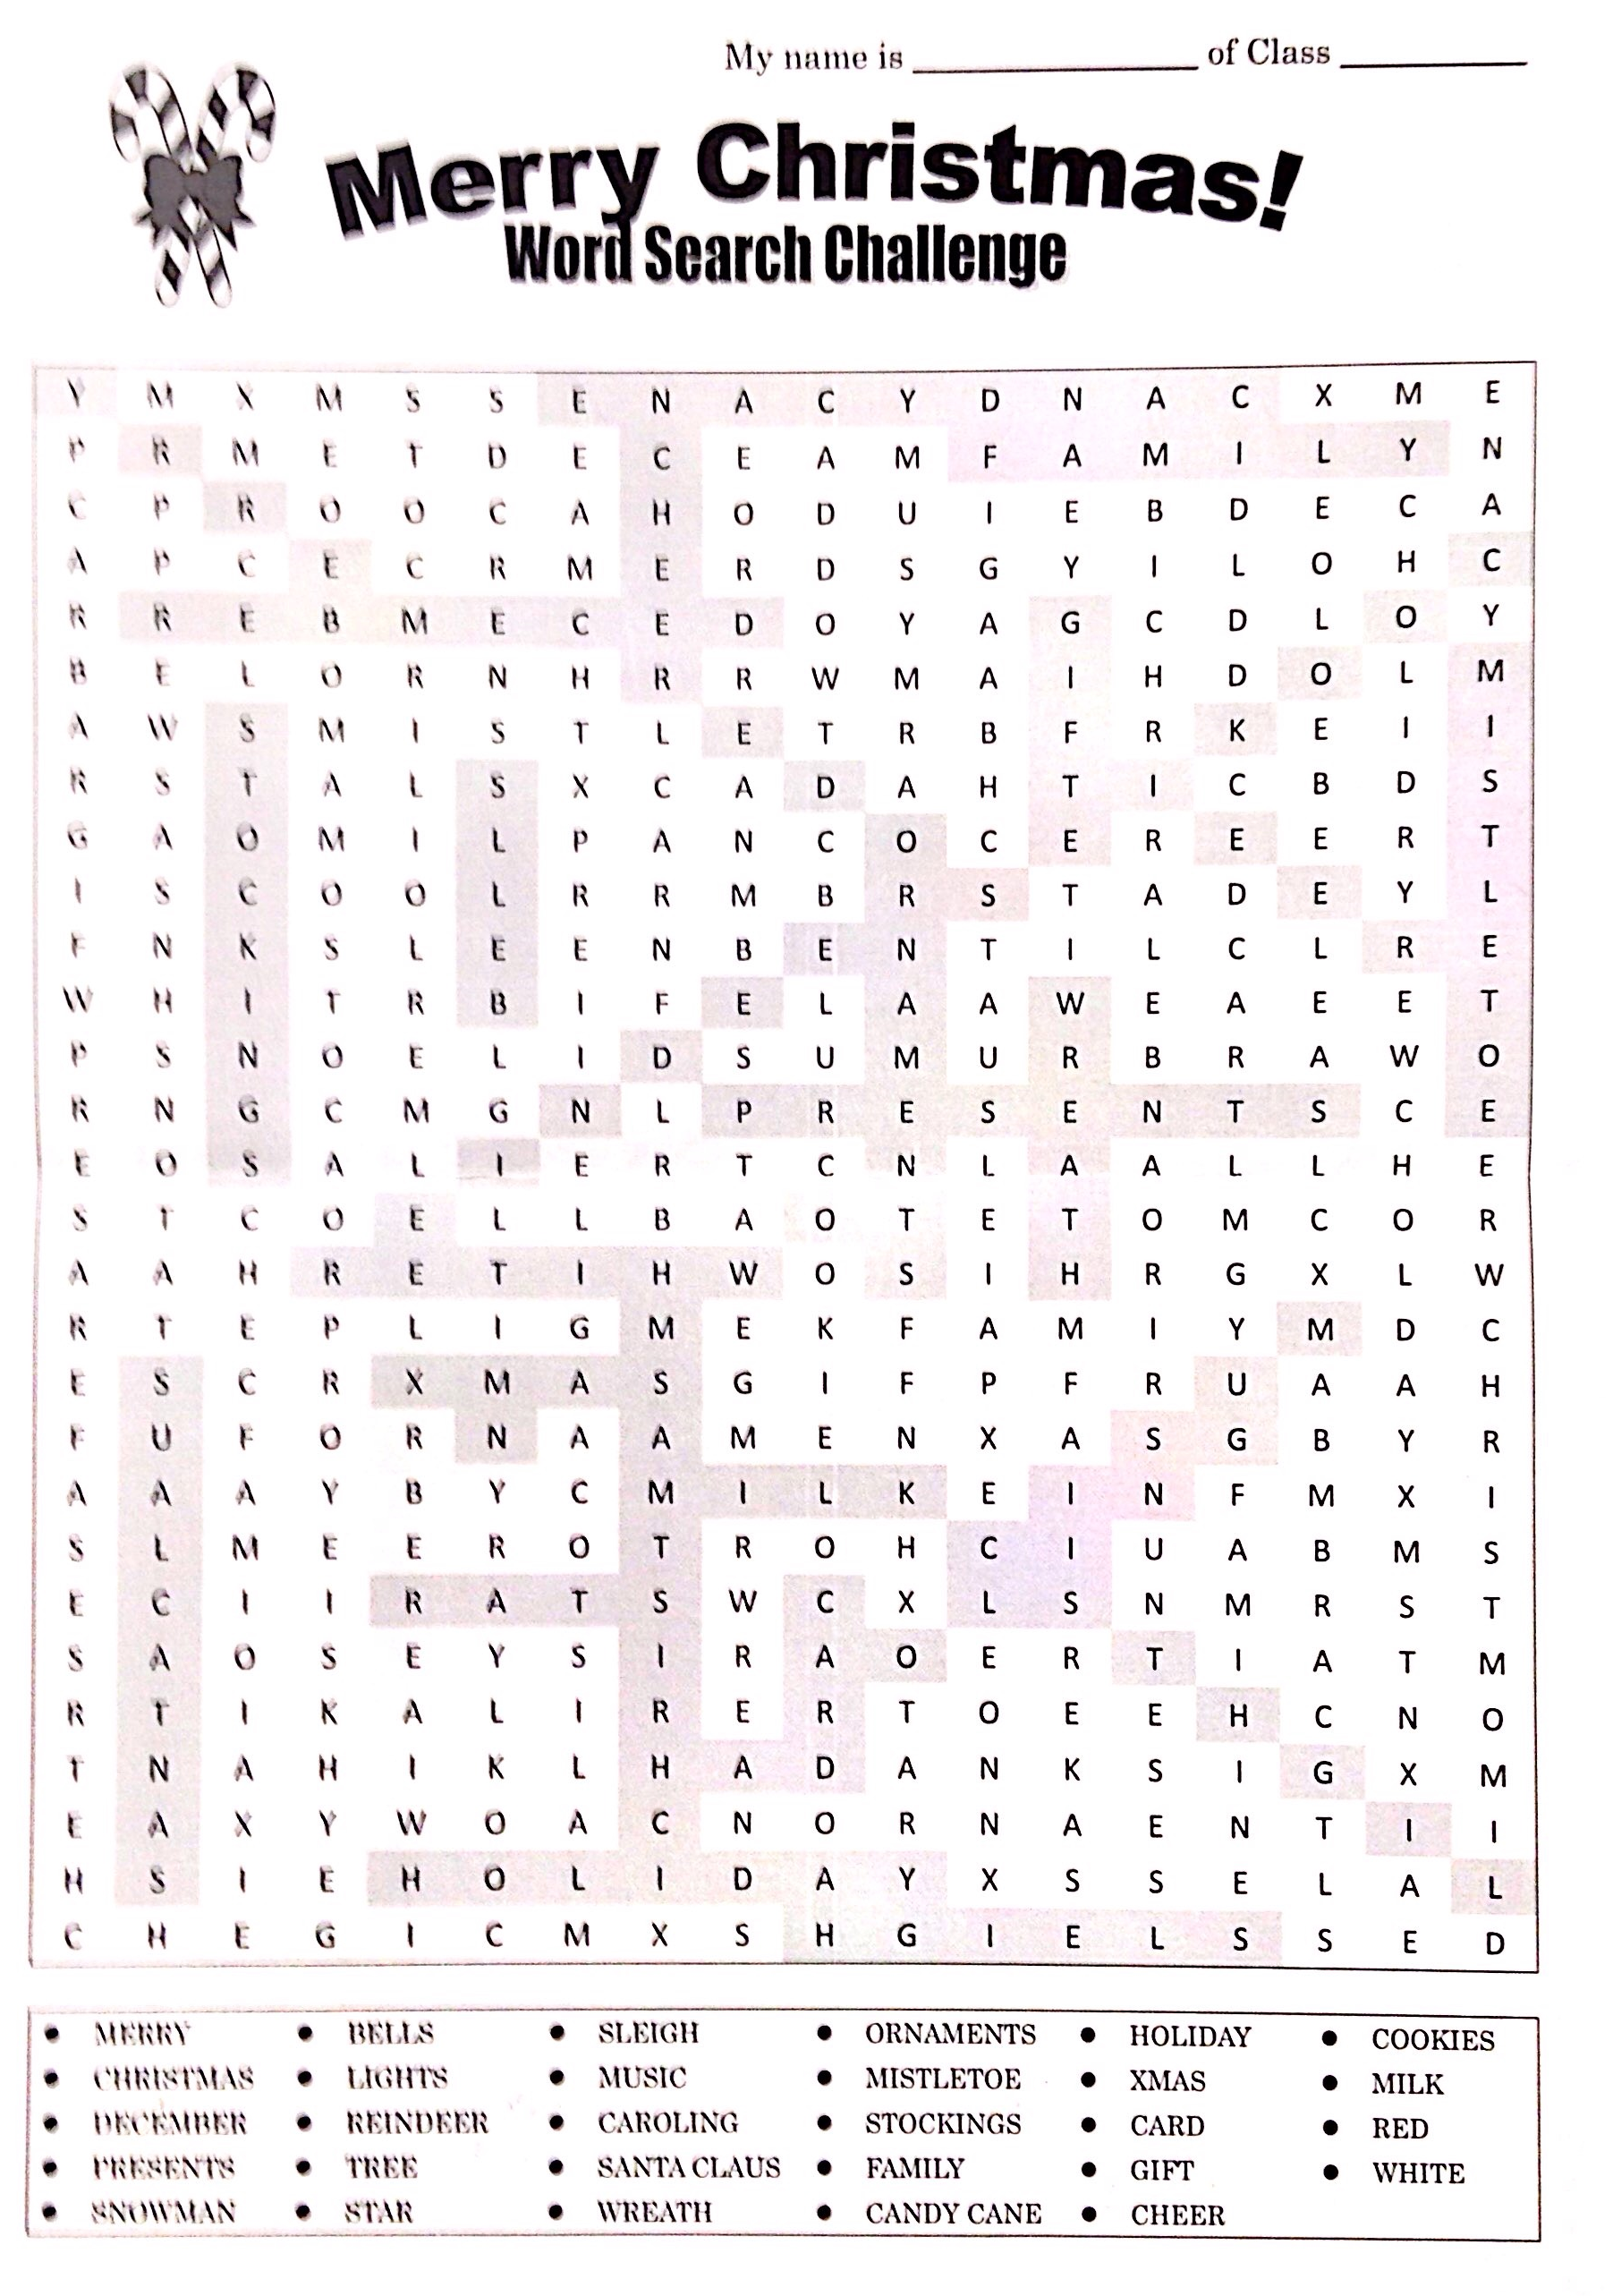 My name is ____________ of Class ________
Merry Christmas!
Word Search Challenge
Y M X M S S E N A C Y D N A C X M E
P R M E T D E C E A M F A M I L Y N
C P R O O C A H O D U I E B D E C A
A P C E C R M E R D S G Y I L O H C
R R E B M E C E D O Y A G C D L O Y
B E L O R N H R R W M A I H D O L M
A W S M I S T L E T R B F R K E I I
R S T A L S X C A D A H T I C B D S
G A O M I L P A N C O C E R E E R T
I S C O O L R R M B R S T A D E Y L
F N K S L E E N B E N T I L C L R E
W H I T R B I F E L A A W E A E E T
P S N O E L I D S U M U R B R A W O
R N G C M G N L P R E S E N T S C E
E O S A L I E R T C N L A A L L H E
S T C O E L L B A O T E T O M C O R
A A H R E T I H W O S I H R G X L W
R T E P L I G M E K F A M I Y M D C
E S C R X M A S G I F P F R U A A H
F U F O R N A A M E N X A S G B Y R
A A A Y B Y C M I L K E I N F M X I
S L M E E R O T R O H C I U A B M S
E C I I R A T S W C X L S N M R S T
S A O S E Y S I R A O E R T I A T M
R T I K A L I R E R T O E E H C N O
T N A H I K L H A D A N K S I G X M
E A X Y W O A C N O R N A E N T I I
H S I E H O L I D A Y X S S E L A L
C H E G I C M X S H G I E L S S E D
• MERRY • BELLS • SLEIGH • ORNAMENTS • HOLIDAY • COOKIES
• CHRISTMAS • LIGHTS • MUSIC • MISTLETOE • XMAS • MILK
• DECEMBER • REINDEER • CAROLING • STOCKINGS • CARD • RED
• PRESENTS • TREE • SANTA CLAUS • FAMILY • GIFT • WHITE
• SNOWMAN • STAR • WREATH • CANDY CANE • CHEER